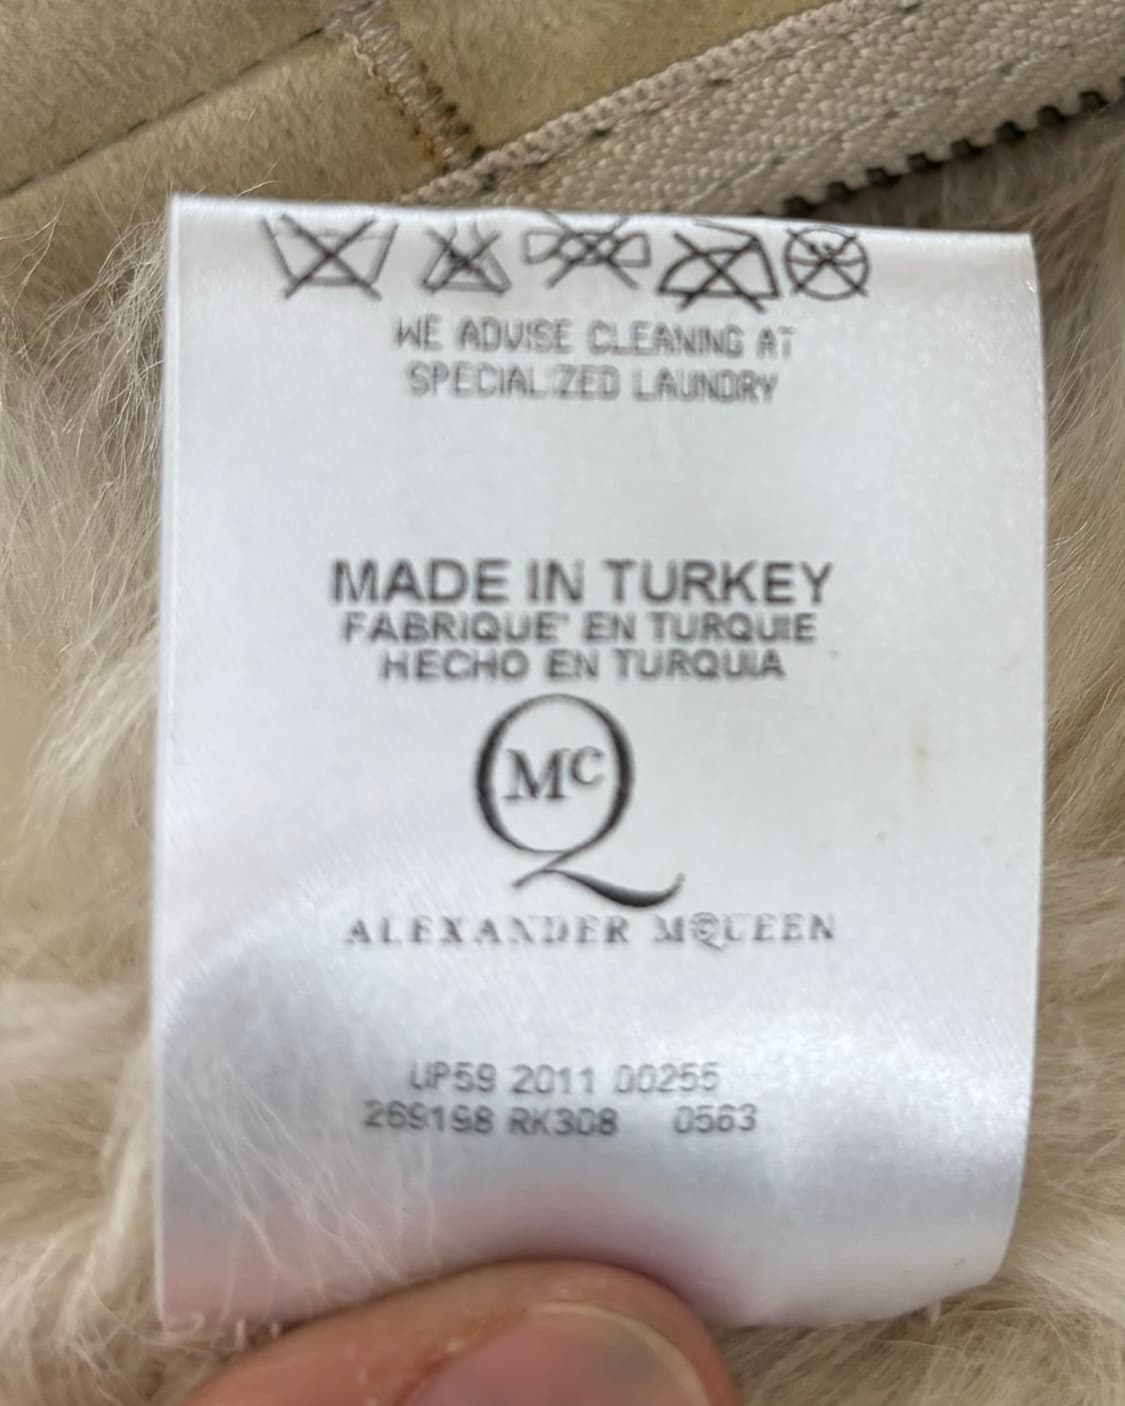 WE ADVISE CLEANING AT
SPECIALIZED LAUNDRY
MADE IN TURKEY
FABRIQUE' EN TURQUIE
HECHO EN TURQUIA
McQ
ALEXANDER McQUEEN
UP59 2011 00255
269198 RK308 0563